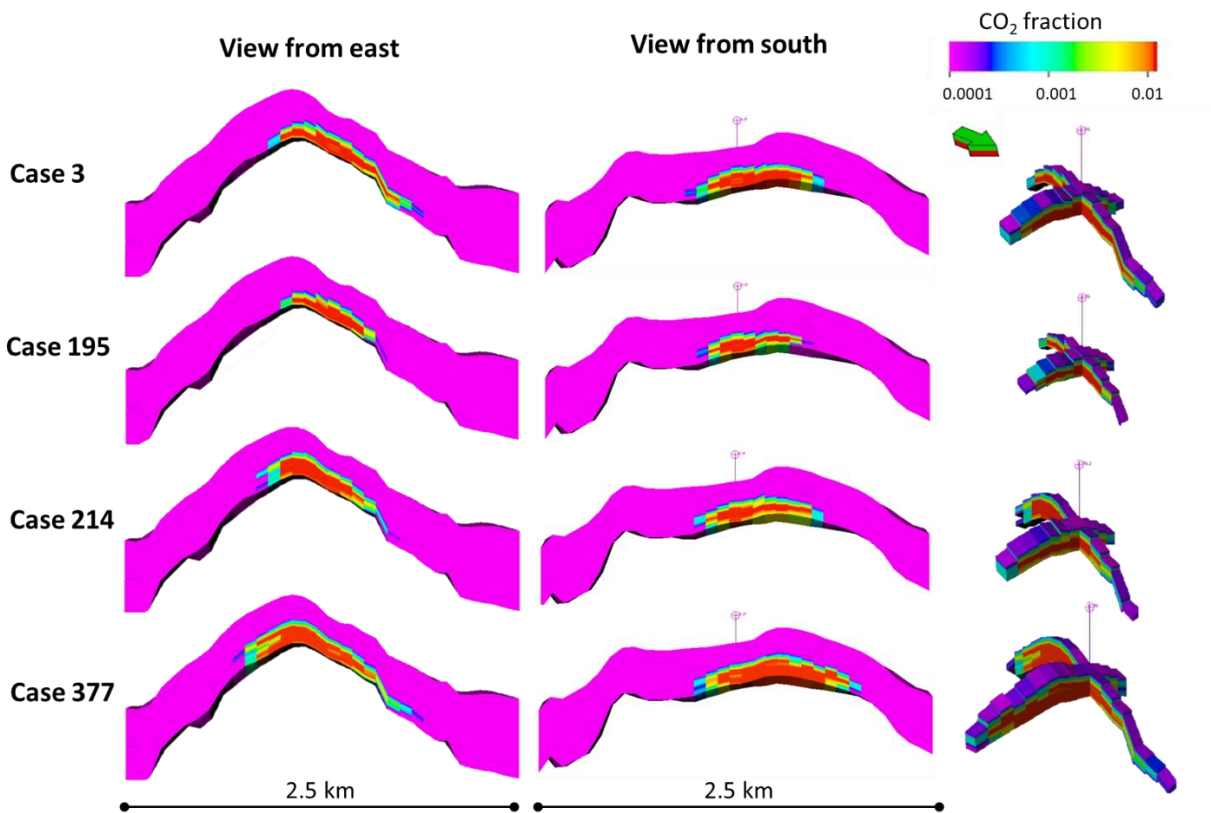 View from east
View from south
CO₂ fraction
0.0001
0.001
0.01
Case 3
Case 195
Case 214
Case 377
2.5 km
2.5 km